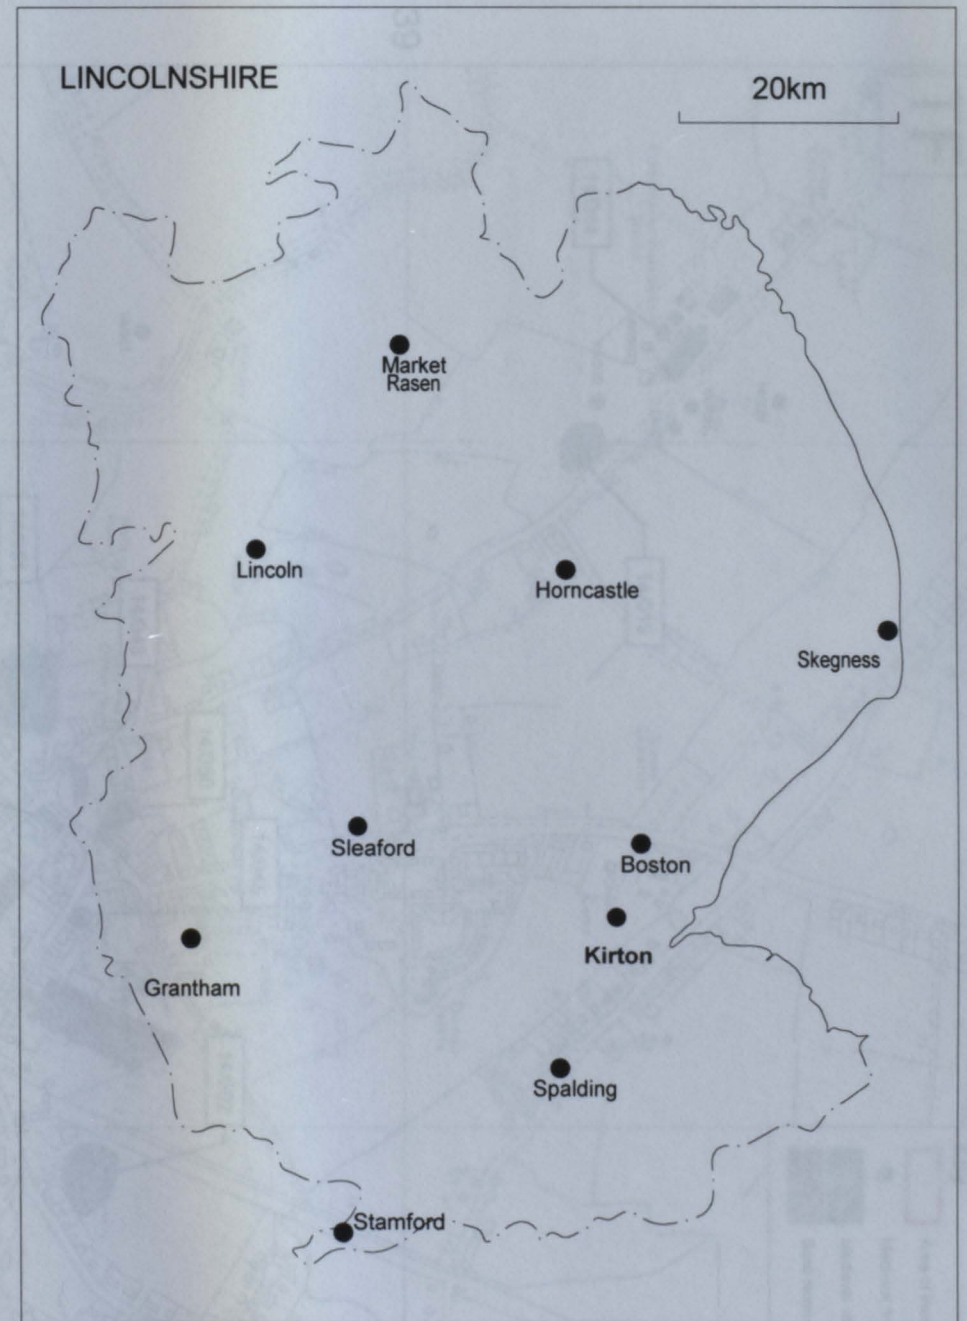 LINCOLNSHIRE
20km
Market
Rasen
Lincoln
Horncastle
Skegness
Sleaford
Boston
Kirton
Grantham
Spalding
Stamford